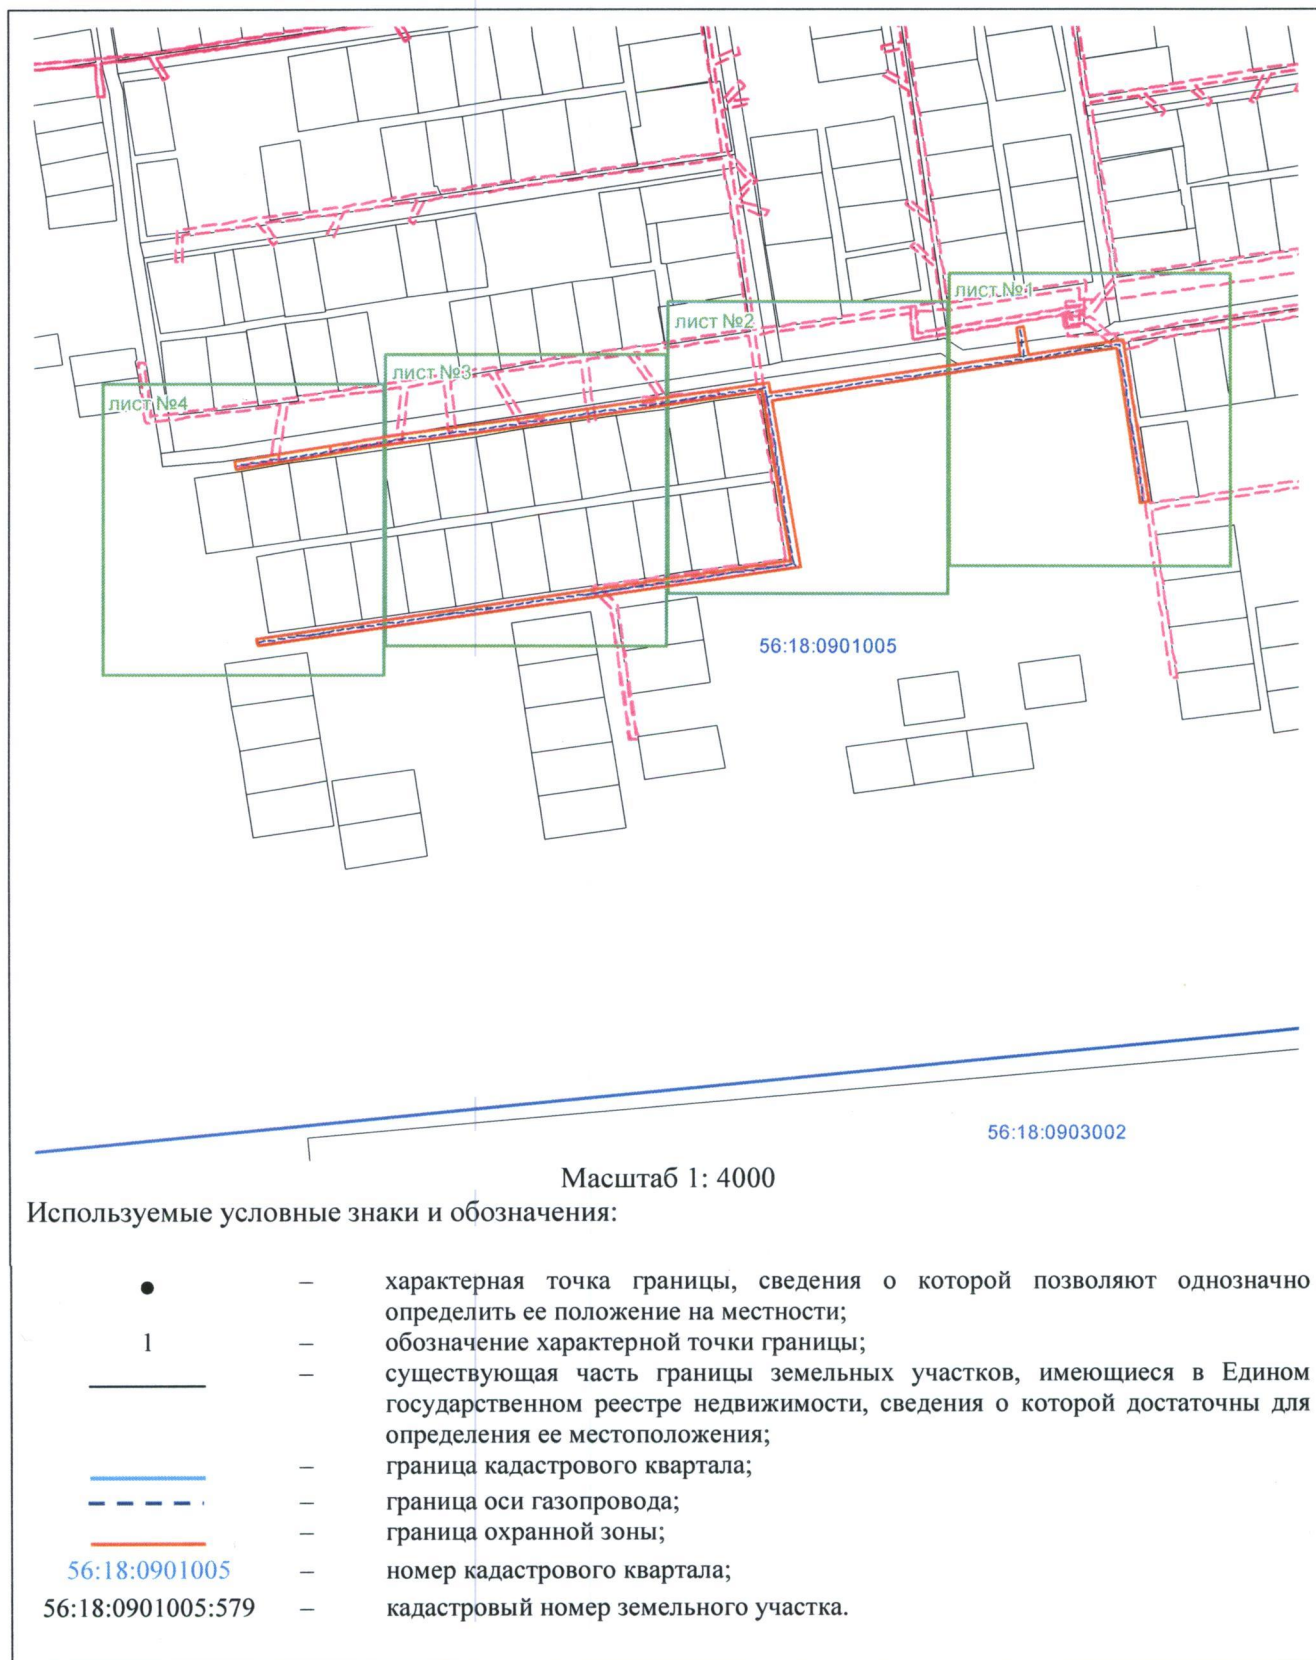 лист №1
лист №2
лист №3
лист №4
56:18:0901005
56:18:0903002
Масштаб 1: 4000
Используемые условные знаки и обозначения:
– характерная точка границы, сведения о которой позволяют однозначно
определить ее положение на местности;
1 – обозначение характерной точки границы;
– существующая часть границы земельных участков, имеющиеся в Едином
государственном реестре недвижимости, сведения о которой достаточны для
определения ее местоположения;
– граница кадастрового квартала;
– граница оси газопровода;
– граница охранной зоны;
56:18:0901005 – номер кадастрового квартала;
56:18:0901005:579 – кадастровый номер земельного участка.